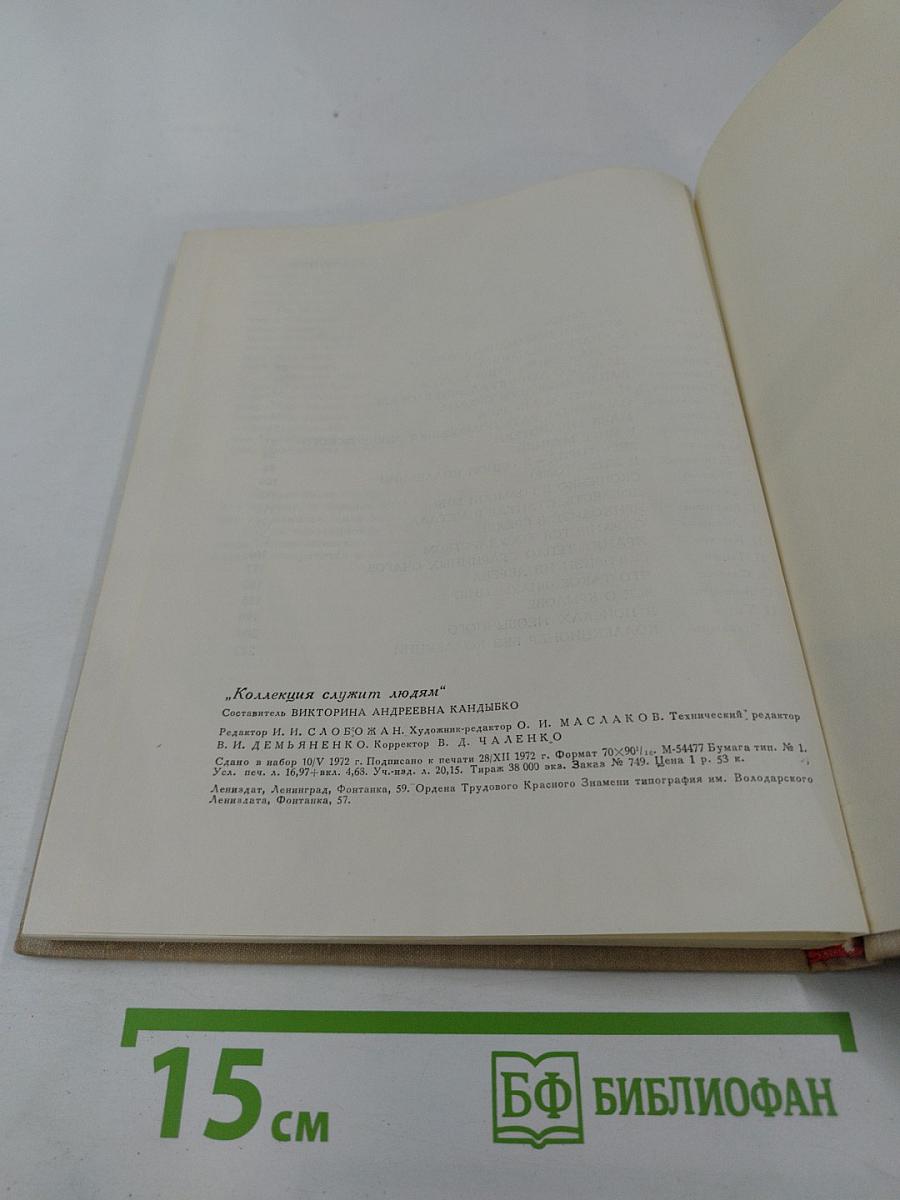 „Коллекция служит людям“
Составитель ВИКТОРИНА АНДРЕЕВНА КАНДЫБКО
Редактор И. И. СЛОБОЖАН. Художник-редактор О. И. МАСЛАКОВ. Технический редактор
В. И. ДЕМЬЯНЕНКО. Корректор В. Д. ЧАЛЕНКО
Сдано в набор 10/V 1972 г. Подписано к печати 28/XII 1972 г. Формат 70×90¹/₁₆. М-54477 Бумага тип. № 1.
Усл. печ. л. 16,97+вкл. 4,68. Уч.-изд. л. 20,15. Тираж 38 000 экз. Заказ № 749. Цена 1 р. 53 к.
Лениздат, Ленинград, Фонтанка, 59. Ордена Трудового Красного Знамени типография им. Володарского
Лениздата, Фонтанка, 57.
15 см
БФ БИБЛИОФАН